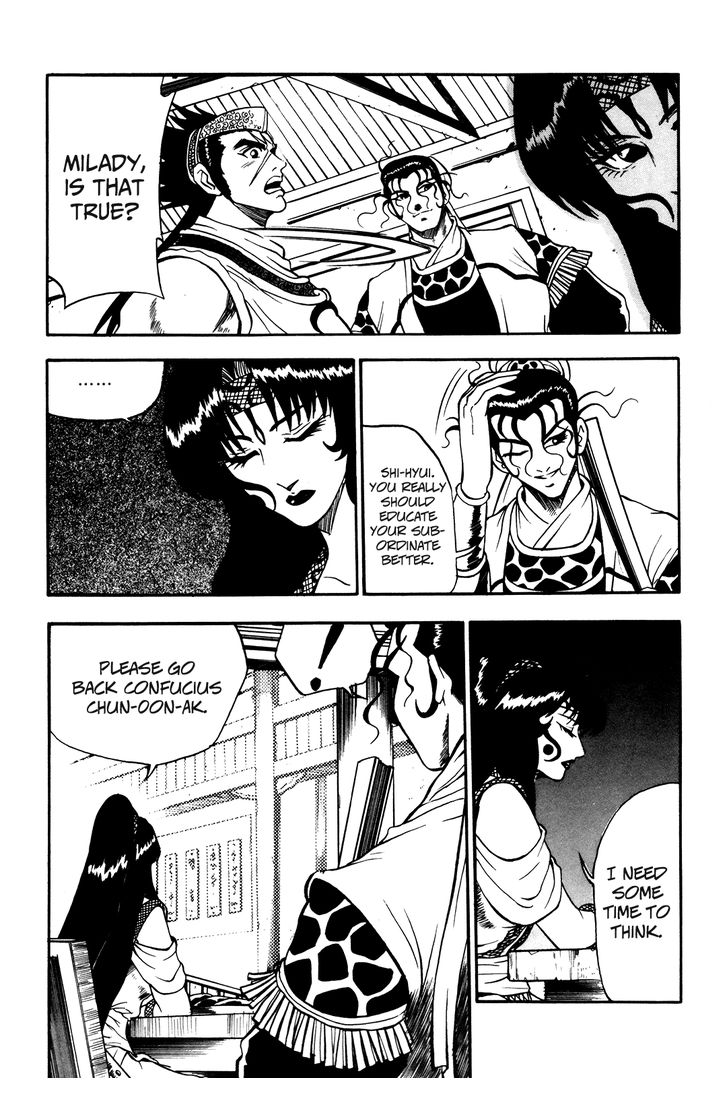 MILADY,
IS THAT
TRUE?
......
SHI-HYUI.
YOU REALLY
SHOULD
EDUCATE
YOUR SUB-
ORDINATE
BETTER.
PLEASE GO
BACK CONFUCIUS
CHUN-OON-AK.
I NEED
SOME
TIME TO
THINK.